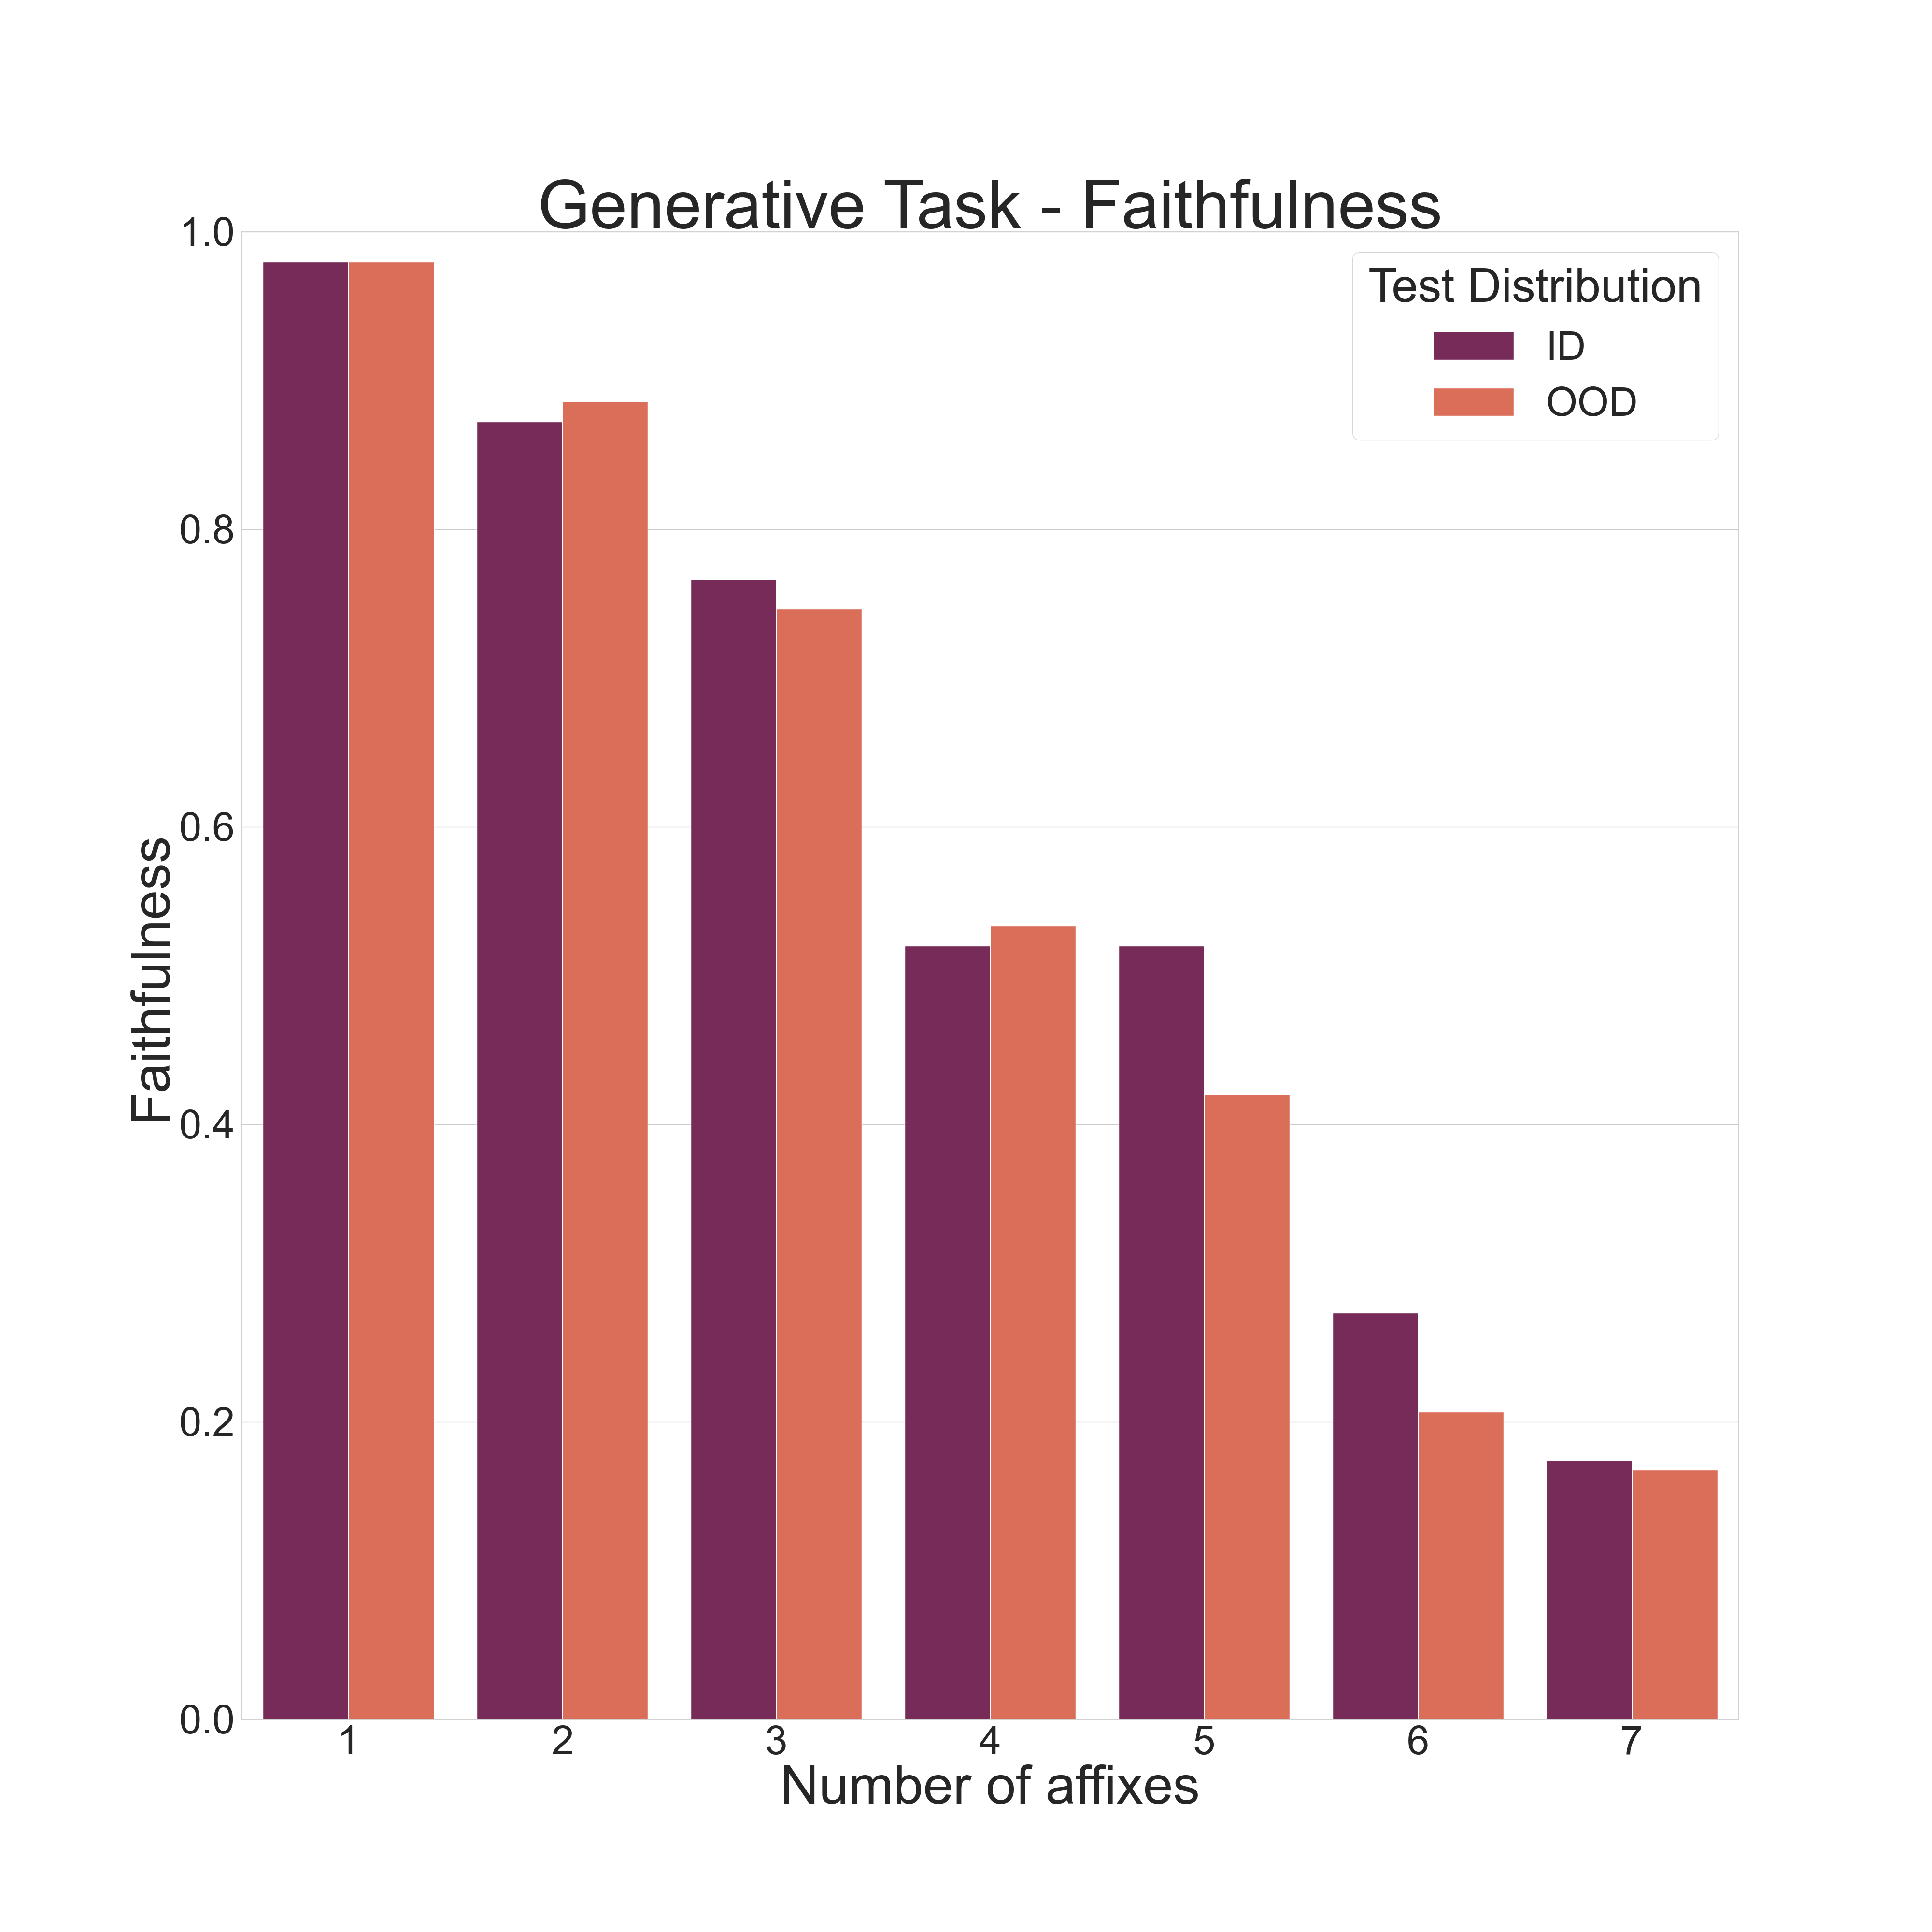 Generative Task - Faithfulness
1.0
0.8
0.6
0.4
0.2
0.0
Faithfulness
Test Distribution
ID
OOD
1 2 3 4 5 6 7
Number of affixes